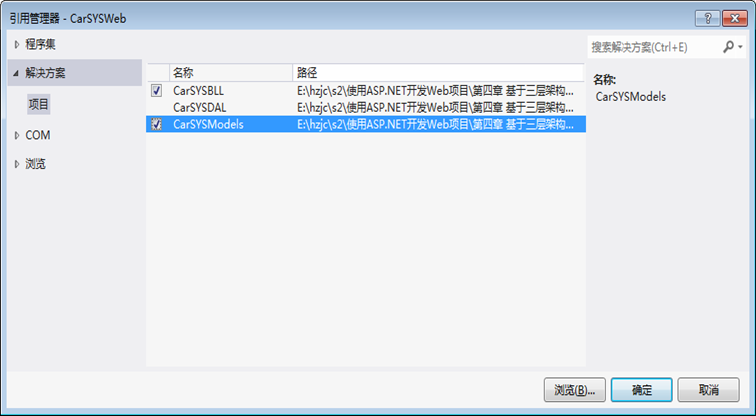 引用管理器 - CarSYSWeb
程序集
解决方案
项目
COM
浏览
名称 路径
CarSYSBLL E:\hzjc\s2\使用ASP.NET开发Web项目\第四章 基于三层架构...
CarSYSDAL E:\hzjc\s2\使用ASP.NET开发Web项目\第四章 基于三层架构...
CarSYSModels E:\hzjc\s2\使用ASP.NET开发Web项目\第四章 基于三层架构...
搜索解决方案(Ctrl+E)
名称:
CarSYSModels
浏览(B)... 确定 取消